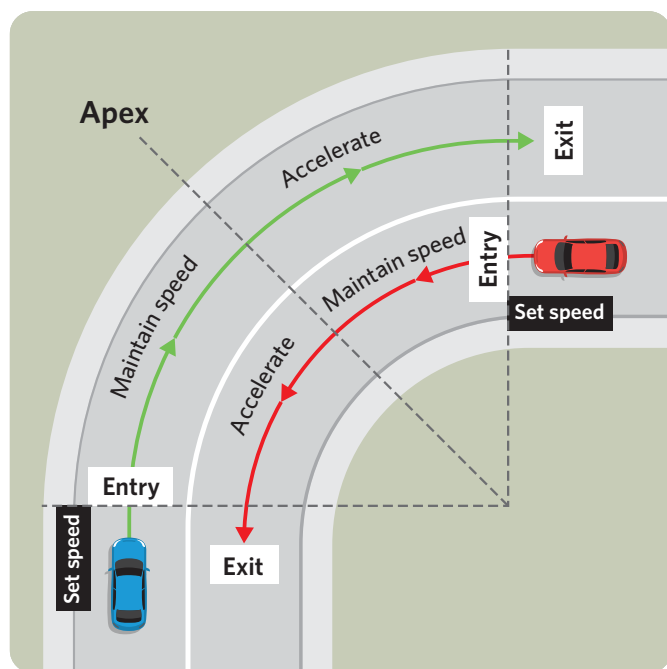 Apex
Accelerate
Exit
Maintain speed
Entry
Maintain speed
Set speed
Accelerate
Entry
Set speed
Exit